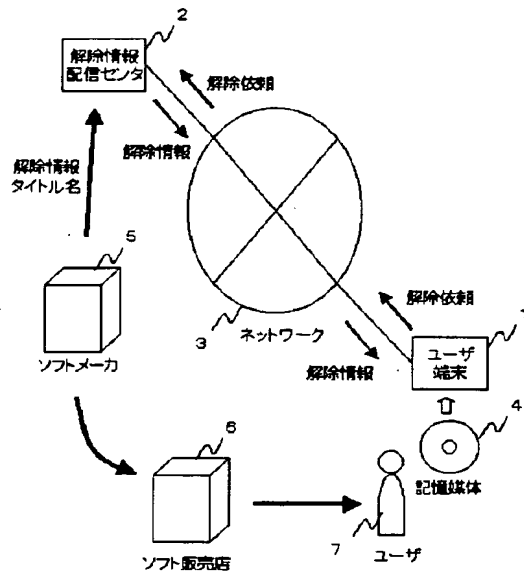 2
解除情報
配信センタ
解除依頼
解除情報
解除情報
タイトル名
5
ソフトメーカ
3
ネットワーク
解除依頼
解除情報
ユーザ
端末
6
4
記憶媒体
ソフト販売店
7
ユーザ